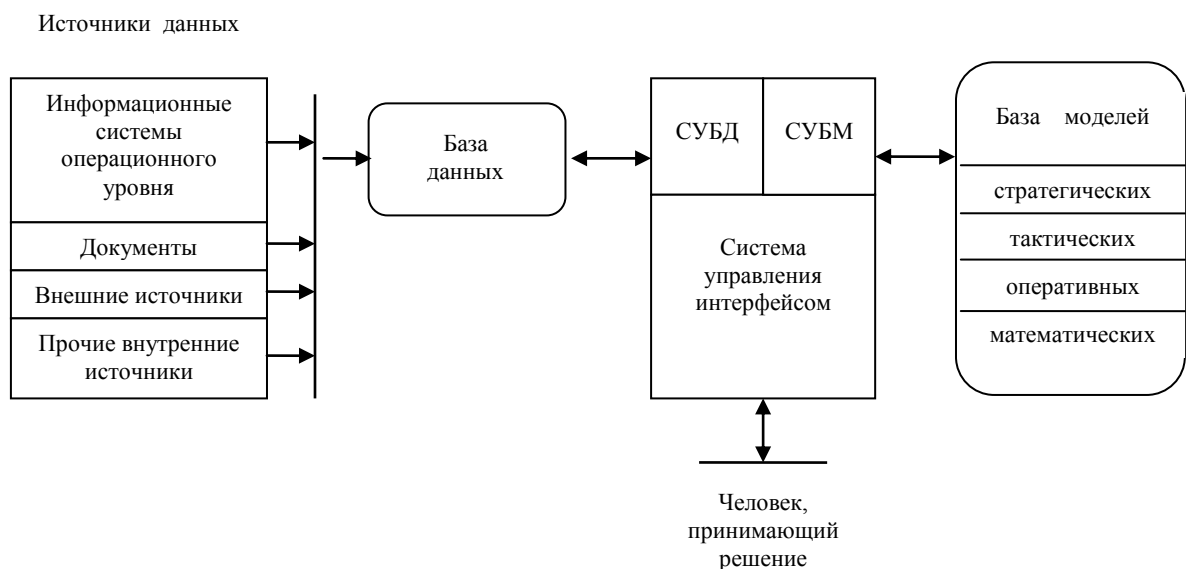 Источники данных
Информационные
системы
операционного
уровня
Документы
Внешние источники
Прочие внутренние
источники
База
данных
СУБД
СУБМ
Система
управления
интерфейсом
Человек,
принимающий
решение
База моделей
стратегических
тактических
оперативных
математических